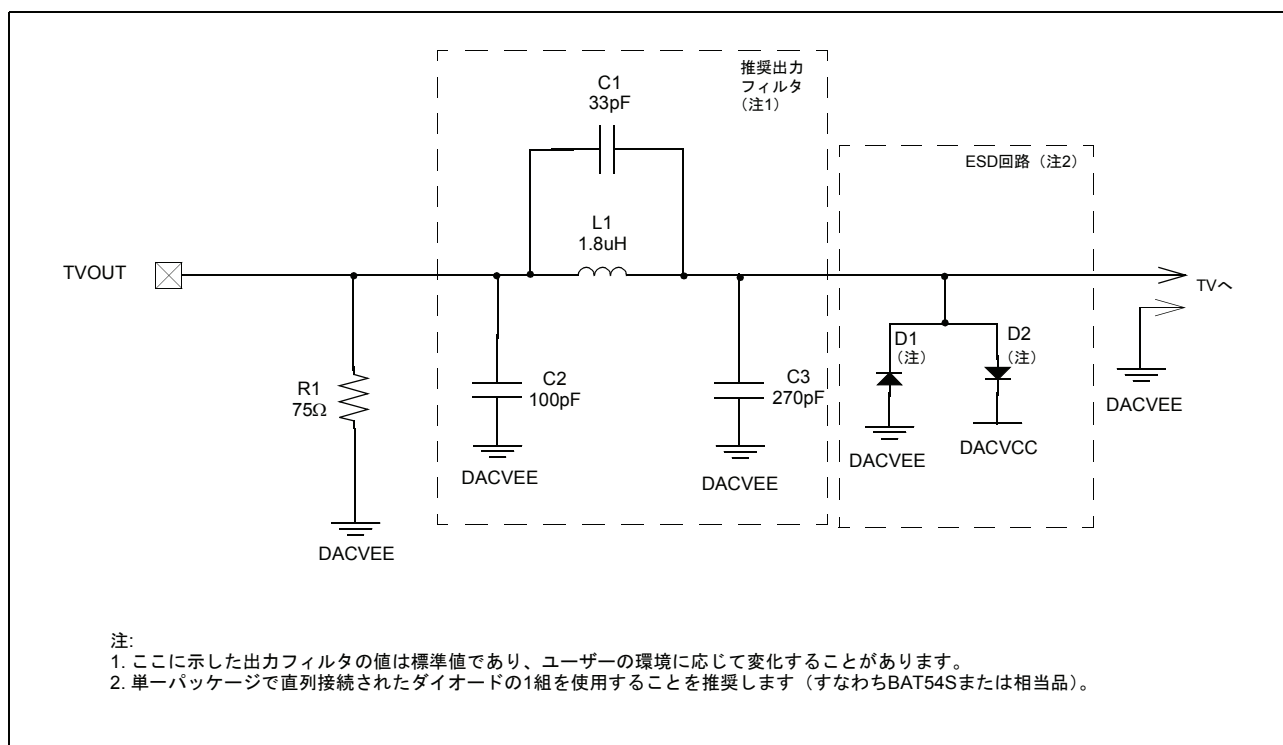 推奨出力
フィルタ
（注1）
C1
33pF
ESD回路（注2）
L1
1.8uH
TVOUT
TVへ
D1
（注）
D2
（注）
R1
75Ω
C2
100pF
C3
270pF
DACVEE
DACVEE
DACVEE
DACVEE
DACVCC
DACVEE
注:
1. ここに示した出力フィルタの値は標準値であり、ユーザーの環境に応じて変化することがあります。
2. 単一パッケージで直列接続されたダイオードの1組を使用することを推奨します（すなわちBAT54Sまたは相当品）。